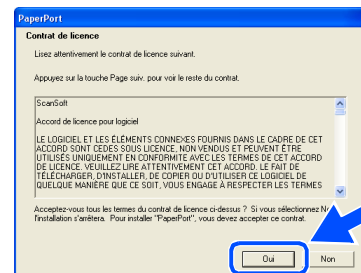 PaperPort
Contrat de licence
Lisez attentivement le contrat de licence suivant.
Appuyez sur la touche Page suiv. pour voir le reste du contrat.
ScanSoft
Accord de licence pour logiciel
LE LOGICIEL ET LES ÉLÉMENTS CONNEXES FOURNIS DANS LE CADRE DE CET
ACCORD SONT CEDES SOUS LICENCE, NON VENDUS ET PEUVENT ÊTRE
UTILISÉS UNIQUEMENT EN CONFORMITE AVEC LES TERMES DE CET ACCORD
DE LICENCE. VEUILLEZ LIRE ATTENTIVEMENT CET ACCORD. LE FAIT DE
TÉLÉCHARGER, D'INSTALLER, DE COPIER OU D'UTILISER CE LOGICIEL DE
QUELQUE MANIÈRE QUE CE SOIT, VOUS ENGAGE À RESPECTER LES TERMES
Acceptez-vous tous les termes du contrat de licence ci-dessus ? Si vous sélectionnez
l'installation s'arrêtera. Pour installer "PaperPort", vous devez accepter ce contrat.
Oui
Non